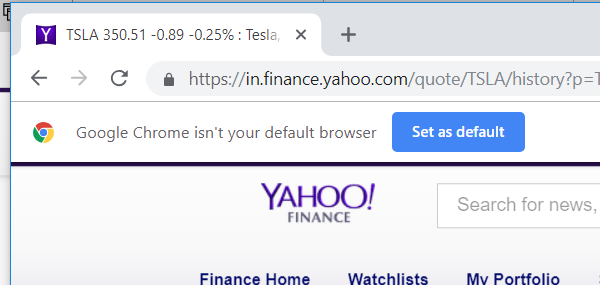 TSLA 350.51 -0.89 -0.25% : Tesla,
https://in.finance.yahoo.com/quote/TSLA/history?p=T
Google Chrome isn't your default browser Set as default
YAHOO! Search for news,
FINANCE
Finance Home Watchlists My Portfolio